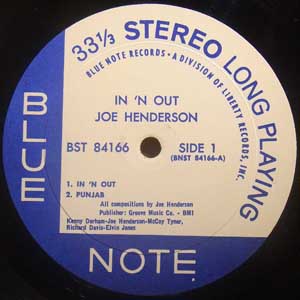 33 1/3 STEREO LONG PLAYING
BLUE NOTE RECORDS • A DIVISION OF LIBERTY RECORDS, INC.
IN 'N OUT
JOE HENDERSON
BST 84166 SIDE 1
(BNST 84166-A)
1. IN 'N OUT
2. PUNJAB
All compositions by Joe Henderson
Publisher: Groove Music Co. - BMI
Kenny Dorham-Joe Henderson-McCoy Tyner,
Richard Davis-Elvin Jones
BLUE
NOTE